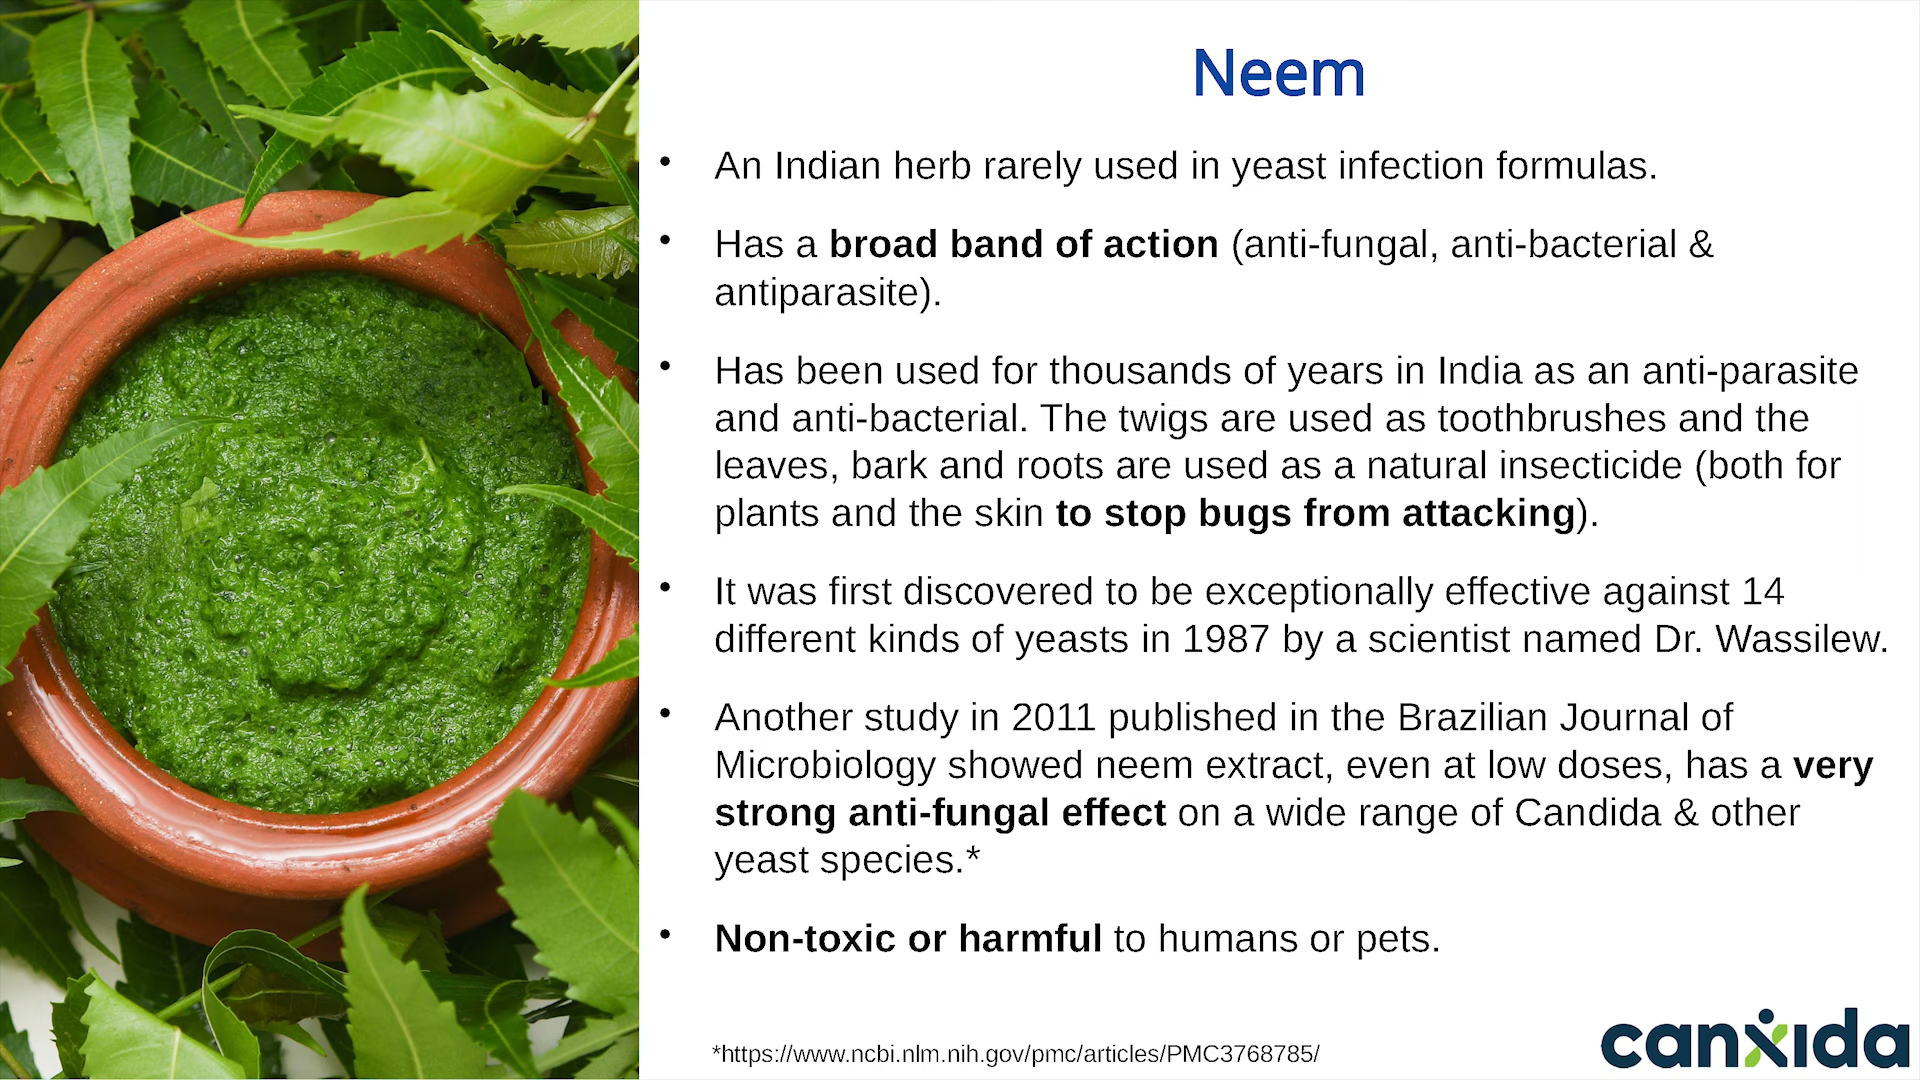 Neem
• An Indian herb rarely used in yeast infection formulas.
• Has a broad band of action (anti-fungal, anti-bacterial &
antiparasite).
• Has been used for thousands of years in India as an anti-parasite
and anti-bacterial. The twigs are used as toothbrushes and the
leaves, bark and roots are used as a natural insecticide (both for
plants and the skin to stop bugs from attacking).
• It was first discovered to be exceptionally effective against 14
different kinds of yeasts in 1987 by a scientist named Dr. Wassilew.
• Another study in 2011 published in the Brazilian Journal of
Microbiology showed neem extract, even at low doses, has a very
strong anti-fungal effect on a wide range of Candida & other
yeast species.*
• Non-toxic or harmful to humans or pets.
*https://www.ncbi.nlm.nih.gov/pmc/articles/PMC3768785/
canxida